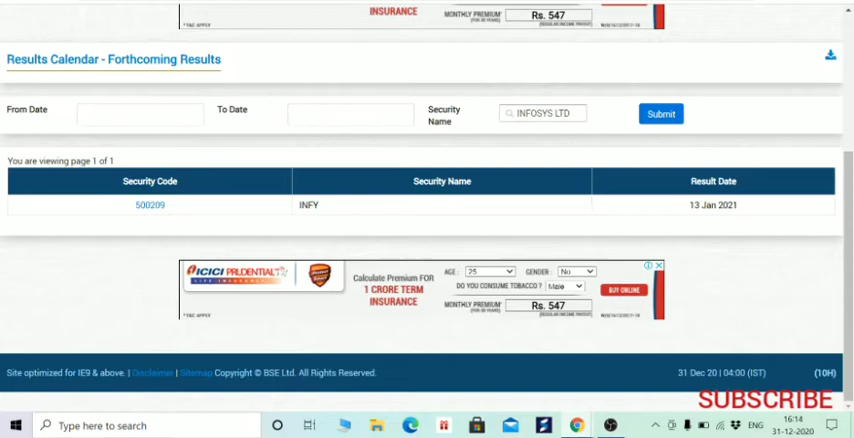 INSURANCE
MONTHLY PREMIUM* Rs. 547
*T&C APPLY
Results Calendar - Forthcoming Results
From Date To Date Security Name INFOSYS LTD Submit
You are viewing page 1 of 1
Security Code Security Name Result Date
500209 INFY 13 Jan 2021
ICICI PRUDENTIAL
LIFE INSURANCE
Calculate Premium FOR
1 CRORE TERM
INSURANCE
AGE : 25 GENDER : No
DO YOU CONSUME TOBACCO ? Male
BUY ONLINE
MONTHLY PREMIUM* Rs. 547
*T&C APPLY
Site optimized for IE9 & above. | Disclaimer | Sitemap Copyright © BSE Ltd. All Rights Reserved. 31 Dec 20 | 04:00 (IST) (10H)
SUBSCRIBE
Type here to search
ENG
16:14
31-12-2020